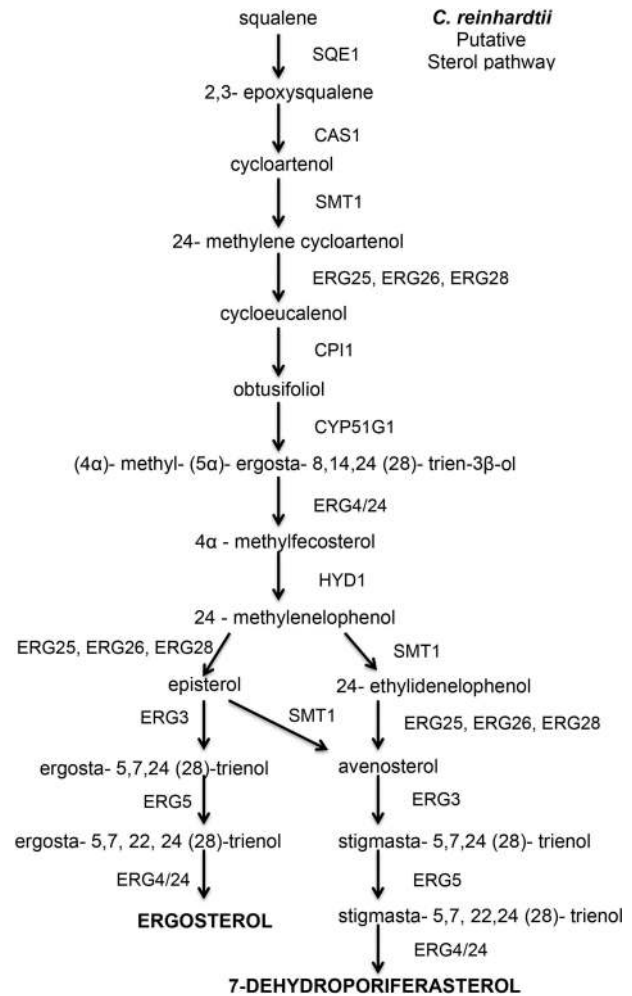 squalene
C. reinhardtii
Putative
Sterol pathway
SQE1
2,3- epoxysqualene
CAS1
cycloartenol
SMT1
24- methylene cycloartenol
ERG25, ERG26, ERG28
cycloeucalenol
CPI1
obtusifoliol
CYP51G1
(4α)- methyl- (5α)- ergosta- 8,14,24 (28)- trien-3β-ol
ERG4/24
4α - methylfecosterol
HYD1
24 - methylenelophenol
ERG25, ERG26, ERG28
SMT1
episterol
24- ethylidenelophenol
ERG3
SMT1
ERG25, ERG26, ERG28
ergosta- 5,7,24 (28)-trienol
avenosterol
ERG5
ERG3
ergosta- 5,7, 22, 24 (28)-trienol
stigmasta- 5,7,24 (28)- trienol
ERG4/24
ERG5
ERGOSTEROL
stigmasta- 5,7, 22,24 (28)- trienol
ERG4/24
7-DEHYDROPORIFERASTEROL